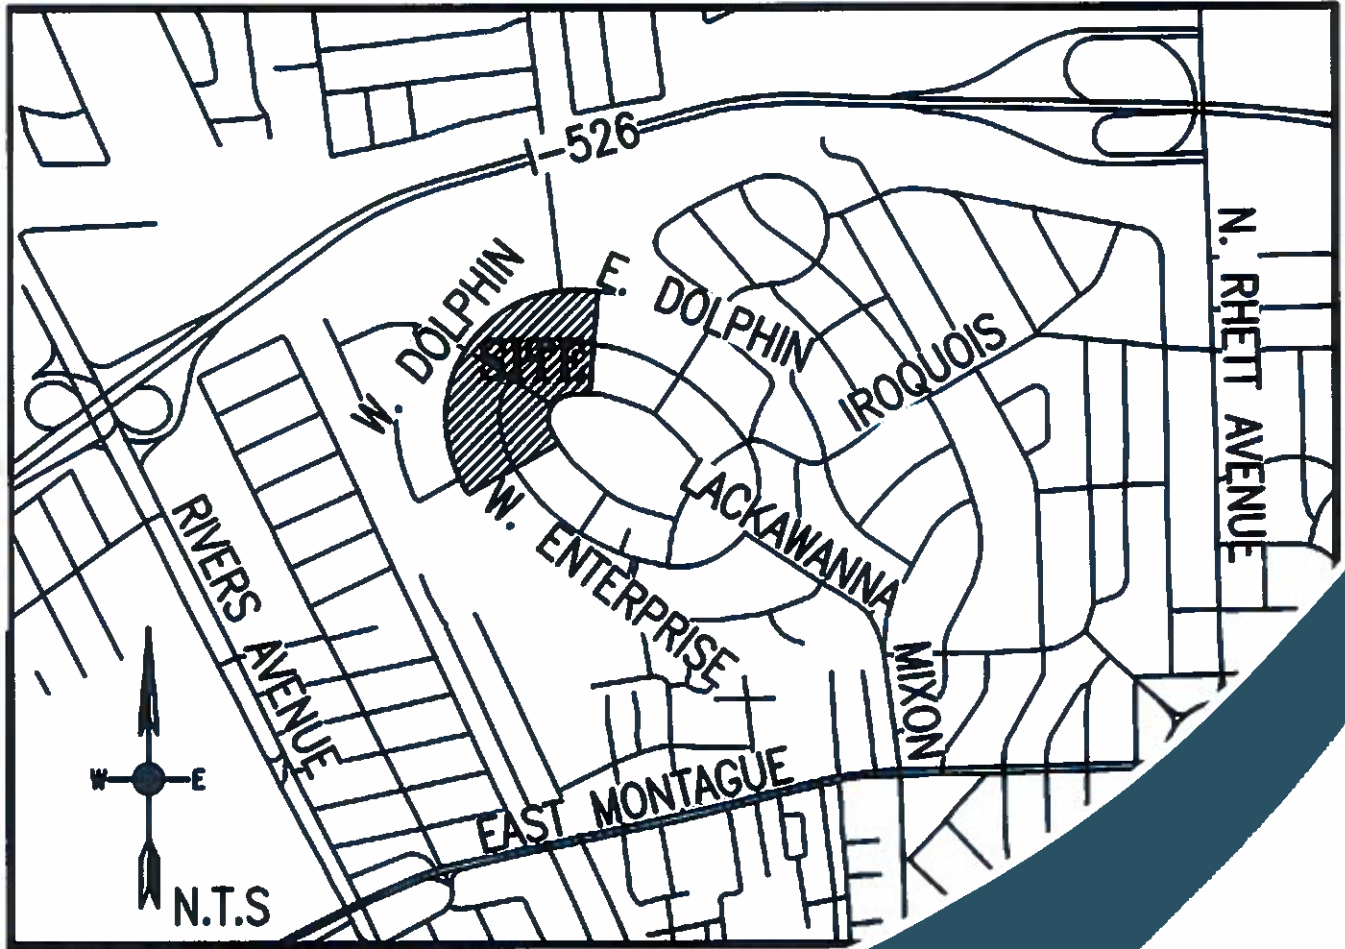 526
N. RHETT AVENUE
W. DOLPHIN
E. DOLPHIN
SITE
IROQUOIS
LACKAWANNA
W. ENTERPRISE
RIVERS AVENUE
MIXON
EAST MONTAGUE
W E
N.T.S